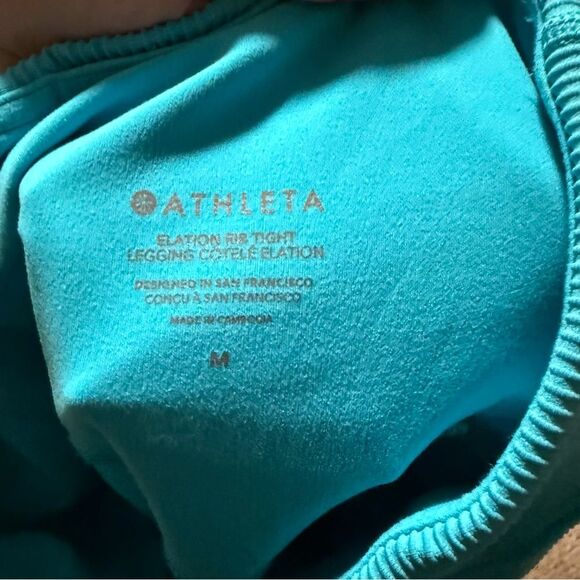 ATHLETA
ELATION RIB TIGHT
LEGGING CÔTELÉ ELATION
DESIGNED IN SAN FRANCISCO
CONÇU À SAN FRANCISCO
MADE IN CAMBODIA
M